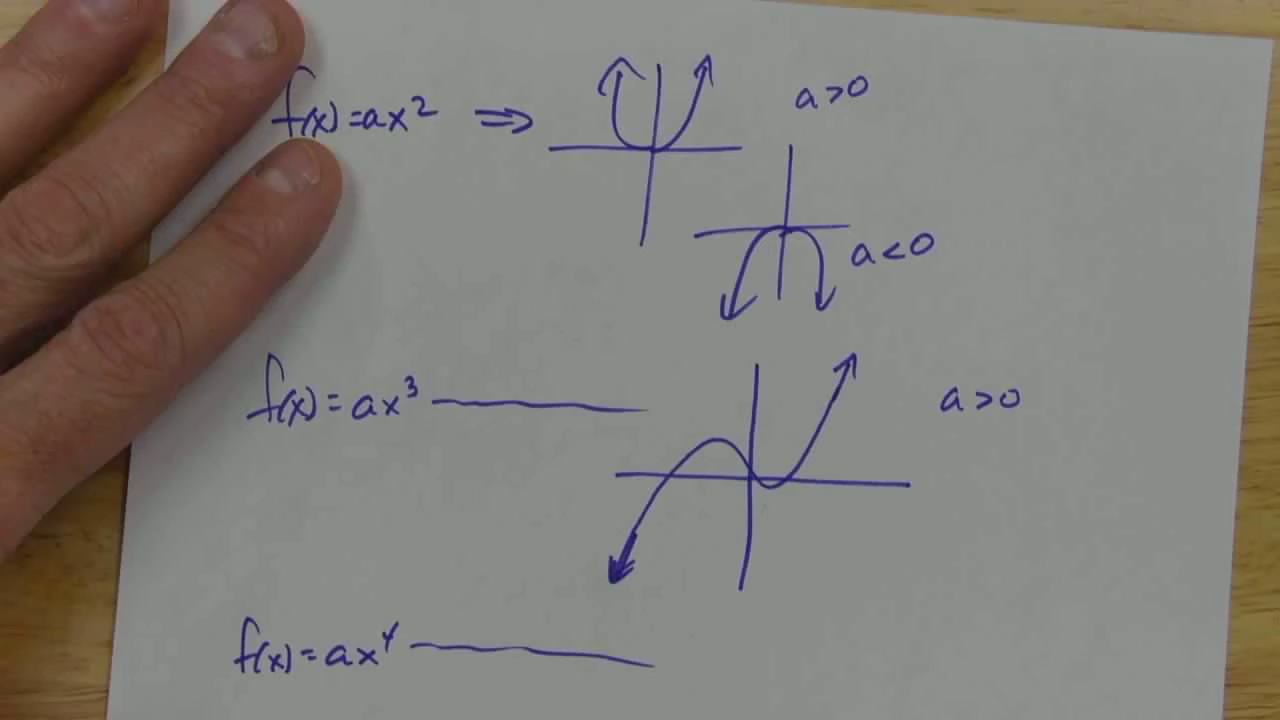 f(x)=ax² ⇒ a>0
a<0
f(x)=ax³ a>0
f(x)=ax⁴